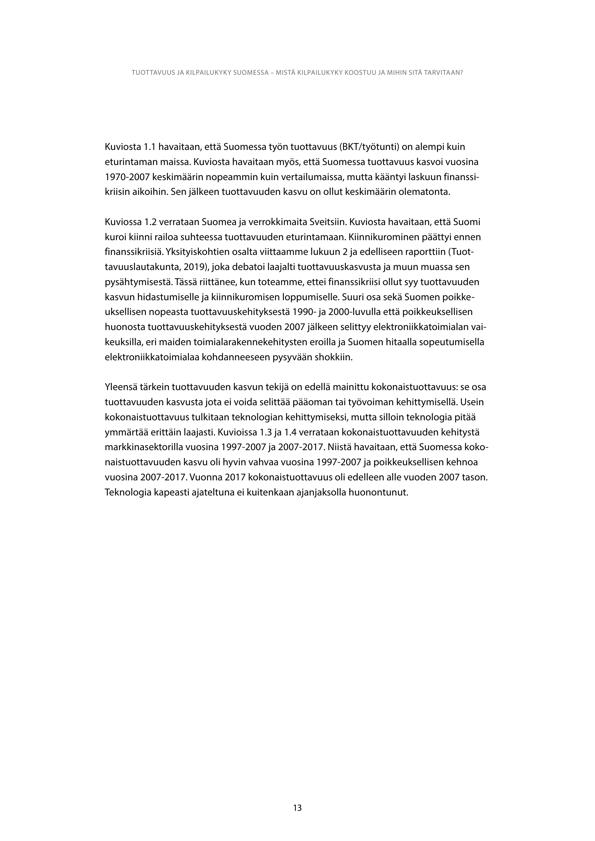 TUOTTAVUUS JA KILPAILUKYKY SUOMESSA – MISTÄ KILPAILUKYKY KOOSTUU JA MIHIN SITÄ TARVITAAN?
Kuviosta 1.1 havaitaan, että Suomessa työn tuottavuus (BKT/työtunti) on alempi kuin
eturintaman maissa. Kuviosta havaitaan myös, että Suomessa tuottavuus kasvoi vuosina
1970-2007 keskimäärin nopeammin kuin vertailumaissa, mutta kääntyi laskuun finanssi-
kriisin aikoihin. Sen jälkeen tuottavuuden kasvu on ollut keskimäärin olematonta.
Kuviossa 1.2 verrataan Suomea ja verrokkimaita Sveitsiin. Kuviosta havaitaan, että Suomi
kuroi kiinni railoa suhteessa tuottavuuden eturintamaan. Kiinnikurominen päättyi ennen
finanssikriisiä. Yksityiskohtien osalta viittaamme lukuun 2 ja edelliseen raporttiin (Tuot-
tavuuslautakunta, 2019), joka debatoi laajalti tuottavuuskasvusta ja muun muassa sen
pysähtymisestä. Tässä riittänee, kun toteamme, ettei finanssikriisi ollut syy tuottavuuden
kasvun hidastumiselle ja kiinnikuromisen loppumiselle. Suuri osa sekä Suomen poikke-
uksellisen nopeasta tuottavuuskehityksestä 1990- ja 2000-luvulla että poikkeuksellisen
huonosta tuottavuuskehityksestä vuoden 2007 jälkeen selittyy elektroniikkatoimialan vai-
keuksilla, eri maiden toimialarakennekehitysten eroilla ja Suomen hitaalla sopeutumisella
elektroniikkatoimialaa kohdanneeseen pysyvään shokkiin.
Yleensä tärkein tuottavuuden kasvun tekijä on edellä mainittu kokonaistuottavuus: se osa
tuottavuuden kasvusta jota ei voida selittää pääoman tai työvoiman kehittymisellä. Usein
kokonaistuottavuus tulkitaan teknologian kehittymiseksi, mutta silloin teknologia pitää
ymmärtää erittäin laajasti. Kuvioissa 1.3 ja 1.4 verrataan kokonaistuottavuuden kehitystä
markkinasektorilla vuosina 1997-2007 ja 2007-2017. Niistä havaitaan, että Suomessa koko-
naistuottavuuden kasvu oli hyvin vahvaa vuosina 1997-2007 ja poikkeuksellisen kehnoa
vuosina 2007-2017. Vuonna 2017 kokonaistuottavuus oli edelleen alle vuoden 2007 tason.
Teknologia kapeasti ajateltuna ei kuitenkaan ajanjaksolla huonontunut.
13